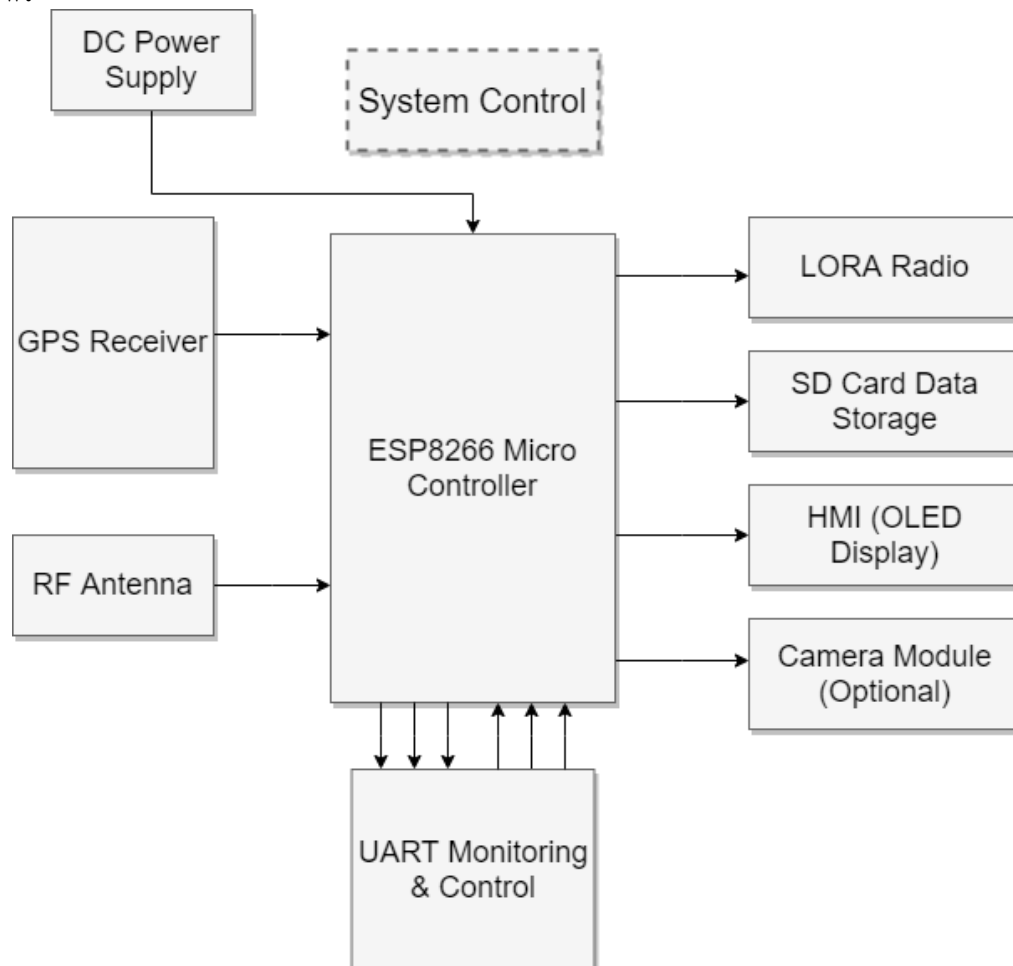 DC Power
Supply
System Control
GPS Receiver
LORA Radio
SD Card Data
Storage
ESP8266 Micro
Controller
HMI (OLED
Display)
RF Antenna
Camera Module
(Optional)
UART Monitoring
& Control